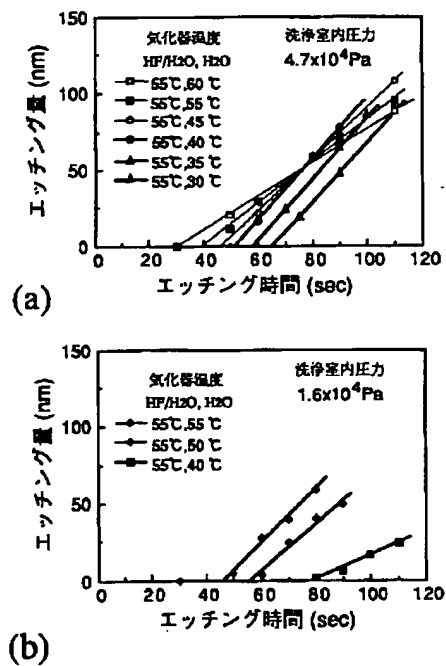 気化器温度
HF/H2O, H2O
55℃,60℃
55℃,55℃
55℃,45℃
55℃,40℃
55℃,35℃
55℃,30℃
洗浄室内圧力
4.7x10⁴Pa
エッチング量 (nm)
150
100
50
0
0 20 40 60 80 100 120
エッチング時間 (sec)
(a)
気化器温度
HF/H2O, H2O
55℃,55℃
55℃,50℃
55℃,40℃
洗浄室内圧力
1.6x10⁴Pa
エッチング量 (nm)
150
100
50
0
0 20 40 60 80 100 120
エッチング時間 (sec)
(b)